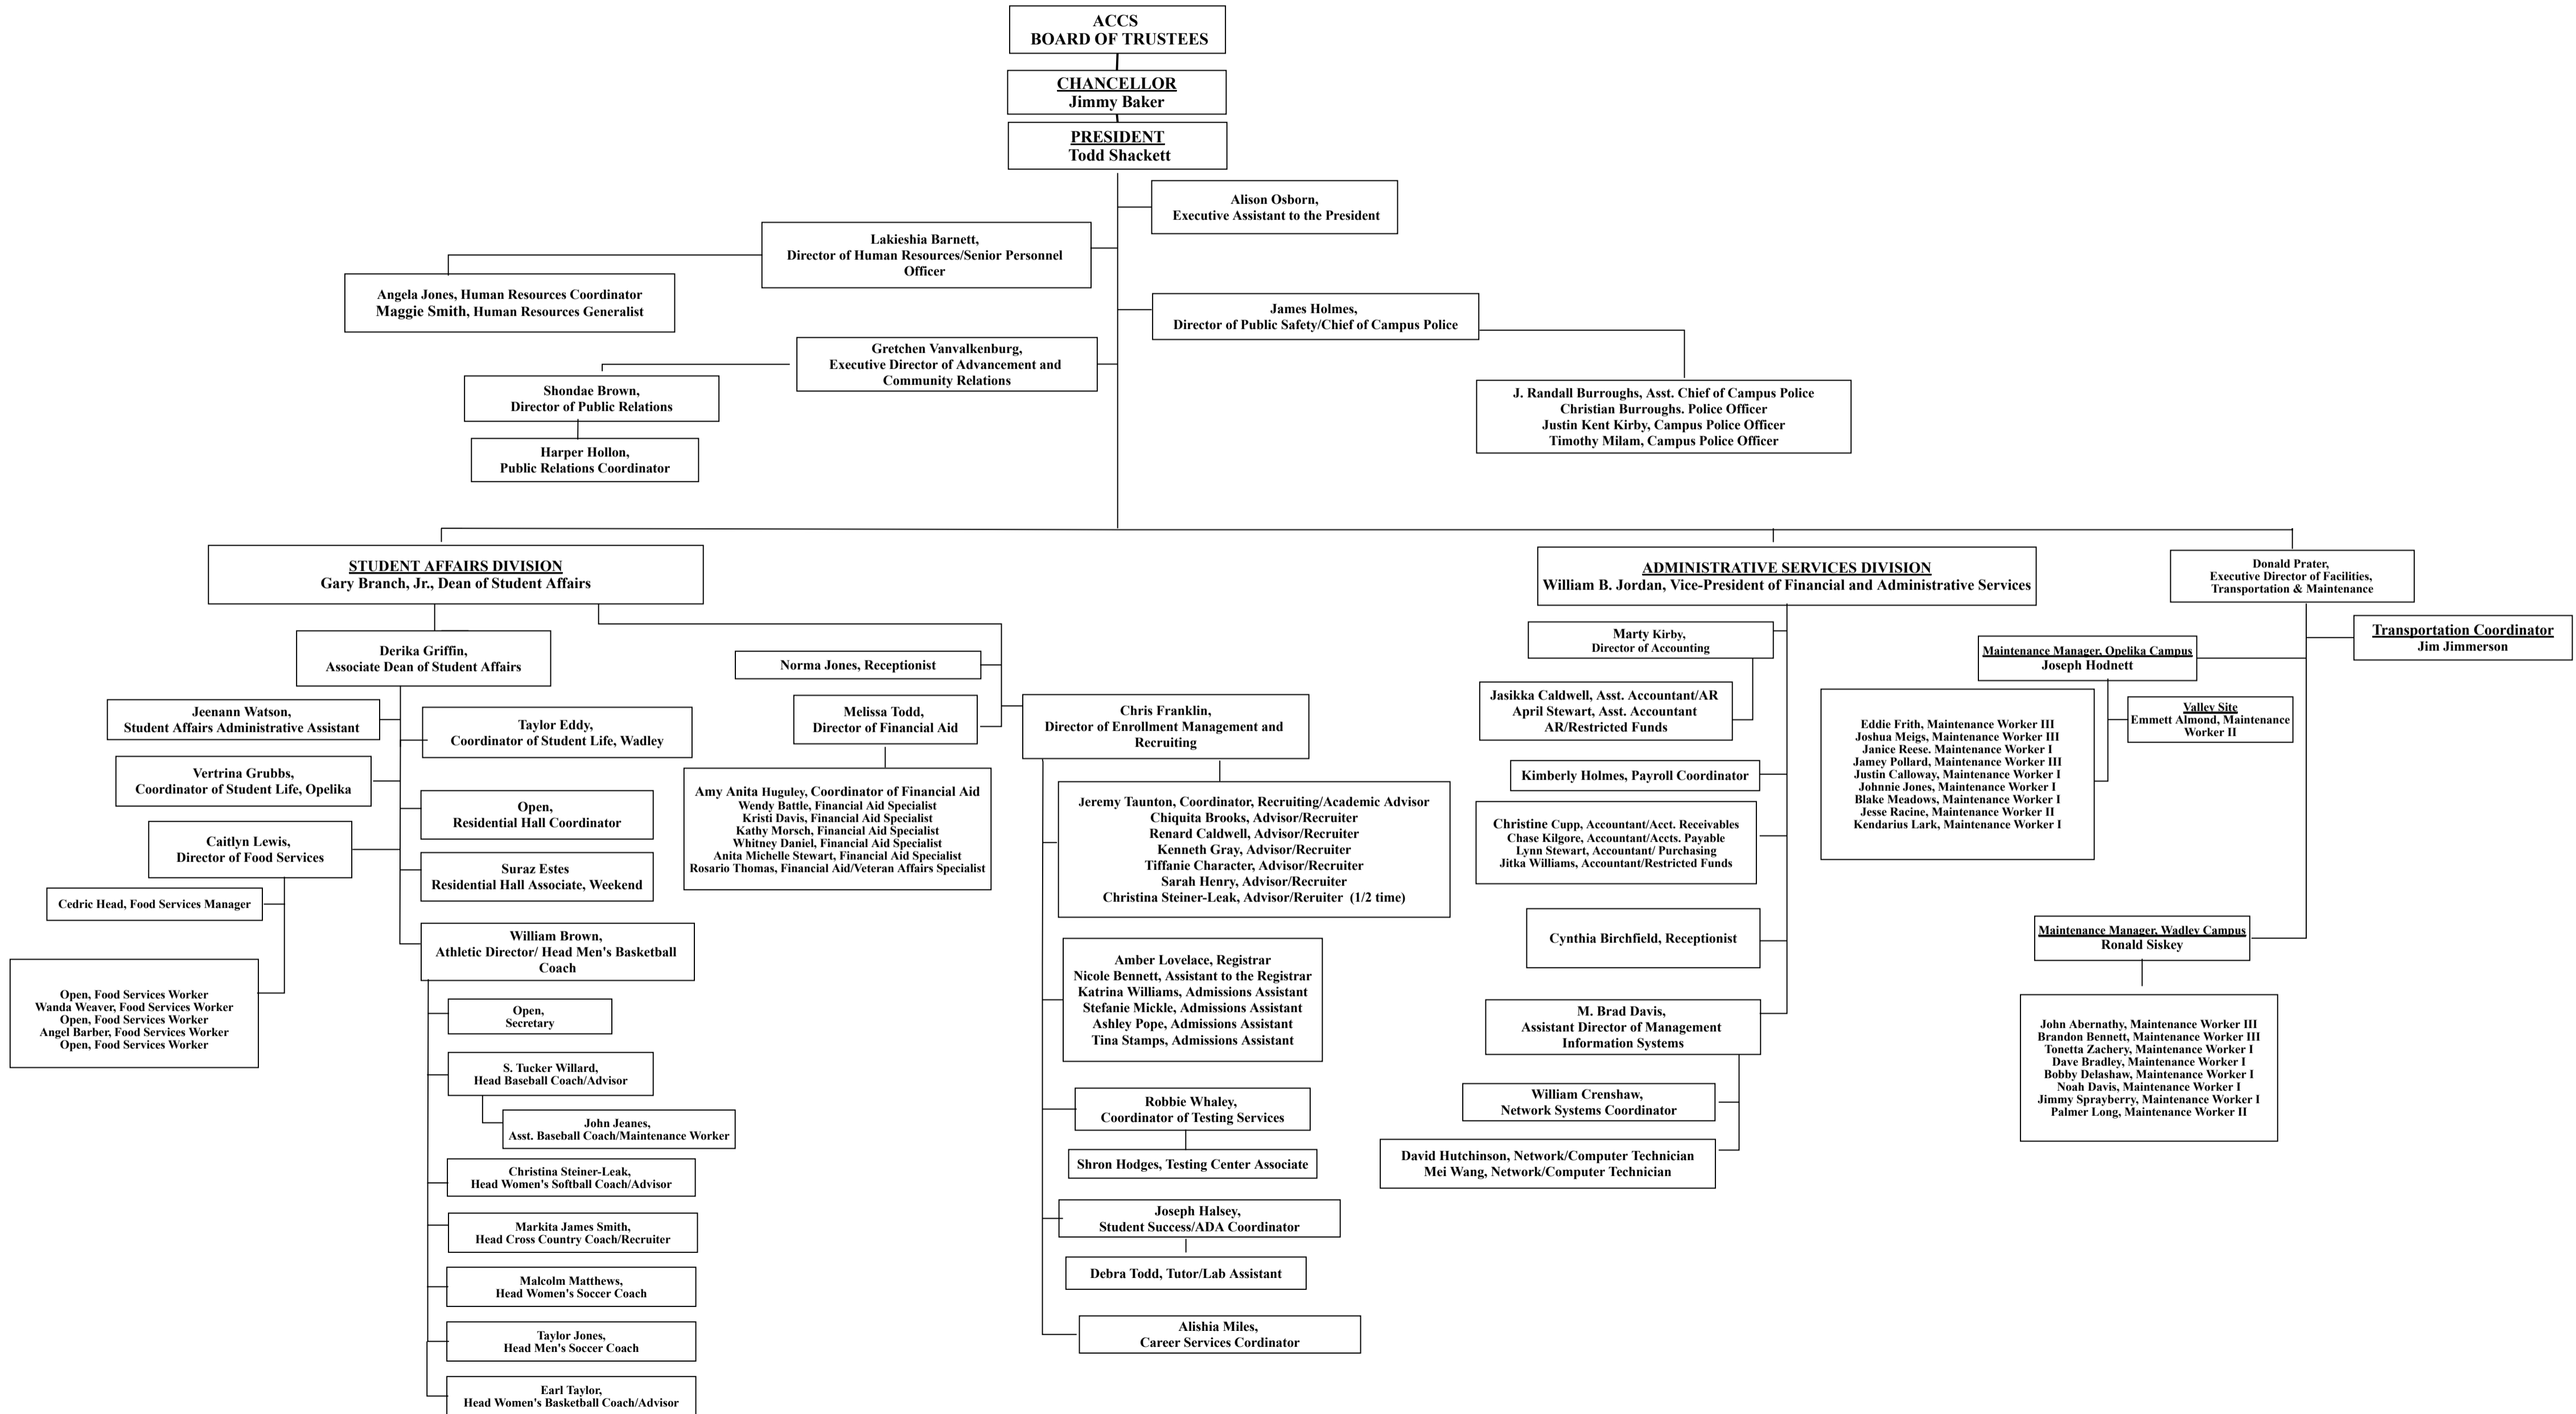 ACCS
BOARD OF TRUSTEES
CHANCELLOR
Jimmy Baker
PRESIDENT
Todd Shackett
Alison Osborn,
Executive Assistant to the President
Lakieshia Barnett,
Director of Human Resources/Senior Personnel
Officer
Angela Jones, Human Resources Coordinator
Maggie Smith, Human Resources Generalist
James Holmes,
Director of Public Safety/Chief of Campus Police
Gretchen Vanvalkenburg,
Executive Director of Advancement and
Community Relations
Shondae Brown,
Director of Public Relations
Harper Hollon,
Public Relations Coordinator
J. Randall Burroughs, Asst. Chief of Campus Police
Christian Burroughs. Police Officer
Justin Kent Kirby, Campus Police Officer
Timothy Milam, Campus Police Officer
STUDENT AFFAIRS DIVISION
Gary Branch, Jr., Dean of Student Affairs
Derika Griffin,
Associate Dean of Student Affairs
Jeenann Watson,
Student Affairs Administrative Assistant
Taylor Eddy,
Coordinator of Student Life, Wadley
Vertrina Grubbs,
Coordinator of Student Life, Opelika
Open,
Residential Hall Coordinator
Caitlyn Lewis,
Director of Food Services
Suraz Estes
Residential Hall Associate, Weekend
Cedric Head, Food Services Manager
Open, Food Services Worker
Wanda Weaver, Food Services Worker
Open, Food Services Worker
Angel Barber, Food Services Worker
Open, Food Services Worker
William Brown,
Athletic Director/ Head Men's Basketball
Coach
Open,
Secretary
S. Tucker Willard,
Head Baseball Coach/Advisor
John Jeanes,
Asst. Baseball Coach/Maintenance Worker
Christina Steiner-Leak,
Head Women's Softball Coach/Advisor
Markita James Smith,
Head Cross Country Coach/Recruiter
Malcolm Matthews,
Head Women's Soccer Coach
Taylor Jones,
Head Men's Soccer Coach
Earl Taylor,
Head Women's Basketball Coach/Advisor
Norma Jones, Receptionist
Melissa Todd,
Director of Financial Aid
Amy Anita Huguley, Coordinator of Financial Aid
Wendy Battle, Financial Aid Specialist
Kristi Davis, Financial Aid Specialist
Kathy Morsch, Financial Aid Specialist
Whitney Daniel, Financial Aid Specialist
Anita Michelle Stewart, Financial Aid Specialist
Rosario Thomas, Financial Aid/Veteran Affairs Specialist
Chris Franklin,
Director of Enrollment Management and
Recruiting
Jeremy Taunton, Coordinator, Recruiting/Academic Advisor
Chiquita Brooks, Advisor/Recruiter
Renard Caldwell, Advisor/Recruiter
Kenneth Gray, Advisor/Recruiter
Tiffanie Character, Advisor/Recruiter
Sarah Henry, Advisor/Recruiter
Christina Steiner-Leak, Advisor/Reruiter (1/2 time)
Amber Lovelace, Registrar
Nicole Bennett, Assistant to the Registrar
Katrina Williams, Admissions Assistant
Stefanie Mickle, Admissions Assistant
Ashley Pope, Admissions Assistant
Tina Stamps, Admissions Assistant
Robbie Whaley,
Coordinator of Testing Services
Shron Hodges, Testing Center Associate
Joseph Halsey,
Student Success/ADA Coordinator
Debra Todd, Tutor/Lab Assistant
Alishia Miles,
Career Services Cordinator
ADMINISTRATIVE SERVICES DIVISION
William B. Jordan, Vice-President of Financial and Administrative Services
Marty Kirby,
Director of Accounting
Jasikka Caldwell, Asst. Accountant/AR
April Stewart, Asst. Accountant
AR/Restricted Funds
Kimberly Holmes, Payroll Coordinator
Christine Cupp, Accountant/Acct. Receivables
Chase Kilgore, Accountant/Accts. Payable
Lynn Stewart, Accountant/ Purchasing
Jitka Williams, Accountant/Restricted Funds
Cynthia Birchfield, Receptionist
M. Brad Davis,
Assistant Director of Management
Information Systems
William Crenshaw,
Network Systems Coordinator
David Hutchinson, Network/Computer Technician
Mei Wang, Network/Computer Technician
Donald Prater,
Executive Director of Facilities,
Transportation & Maintenance
Transportation Coordinator
Jim Jimmerson
Maintenance Manager, Opelika Campus
Joseph Hodnett
Valley Site
Emmett Almond, Maintenance
Worker II
Eddie Frith, Maintenance Worker III
Joshua Meigs, Maintenance Worker III
Janice Reese. Maintenance Worker I
Jamey Pollard, Maintenance Worker III
Justin Calloway, Maintenance Worker I
Johnnie Jones, Maintenance Worker I
Blake Meadows, Maintenance Worker I
Jesse Racine, Maintenance Worker II
Kendarius Lark, Maintenance Worker I
Maintenance Manager, Wadley Campus
Ronald Siskey
John Abernathy, Maintenance Worker III
Brandon Bennett, Maintenance Worker III
Tonetta Zachery, Maintenance Worker I
Dave Bradley, Maintenance Worker I
Bobby Delashaw, Maintenance Worker I
Noah Davis, Maintenance Worker I
Jimmy Sprayberry, Maintenance Worker I
Palmer Long, Maintenance Worker II